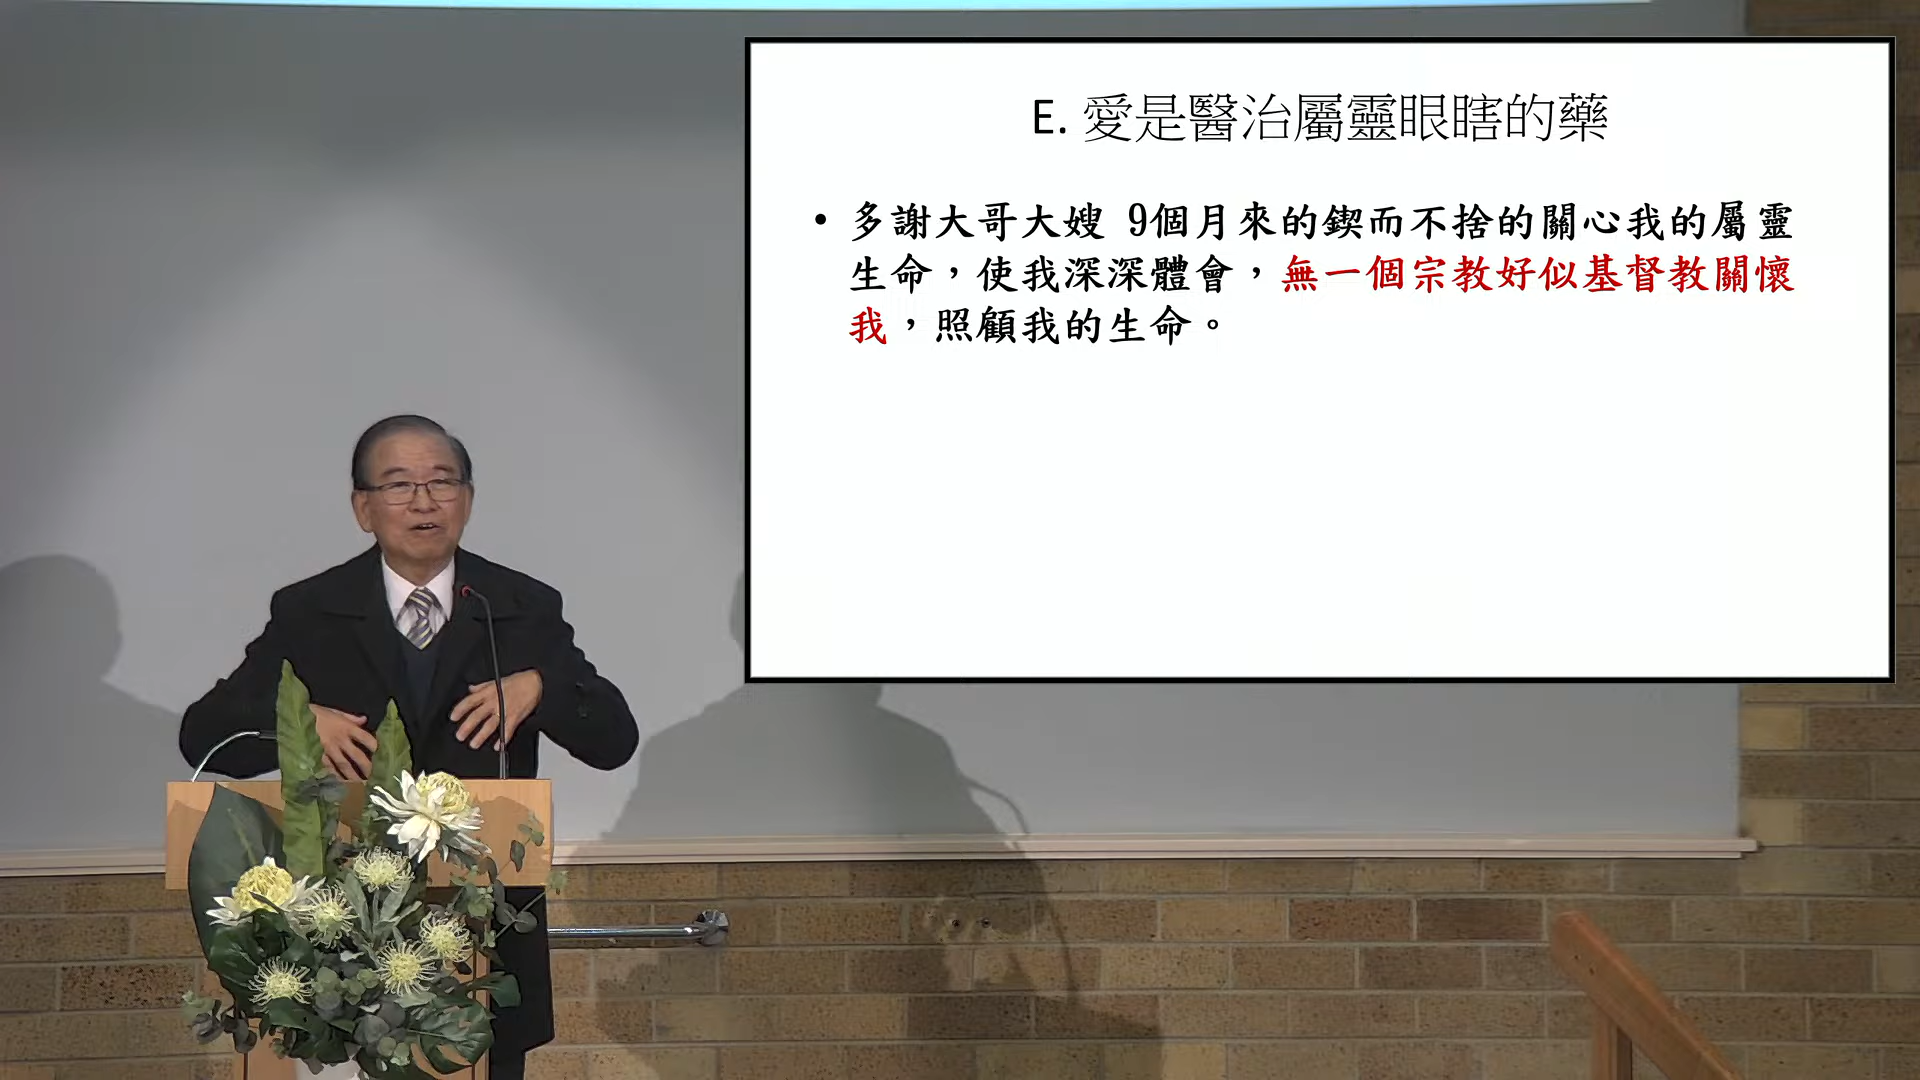 E. 愛是醫治屬靈眼瞎的藥
• 多謝大哥大嫂 9個月來的鍥而不捨的關心我的屬靈
生命，使我深深體會，無一個宗教好似基督教關懷
我，照顧我的生命。